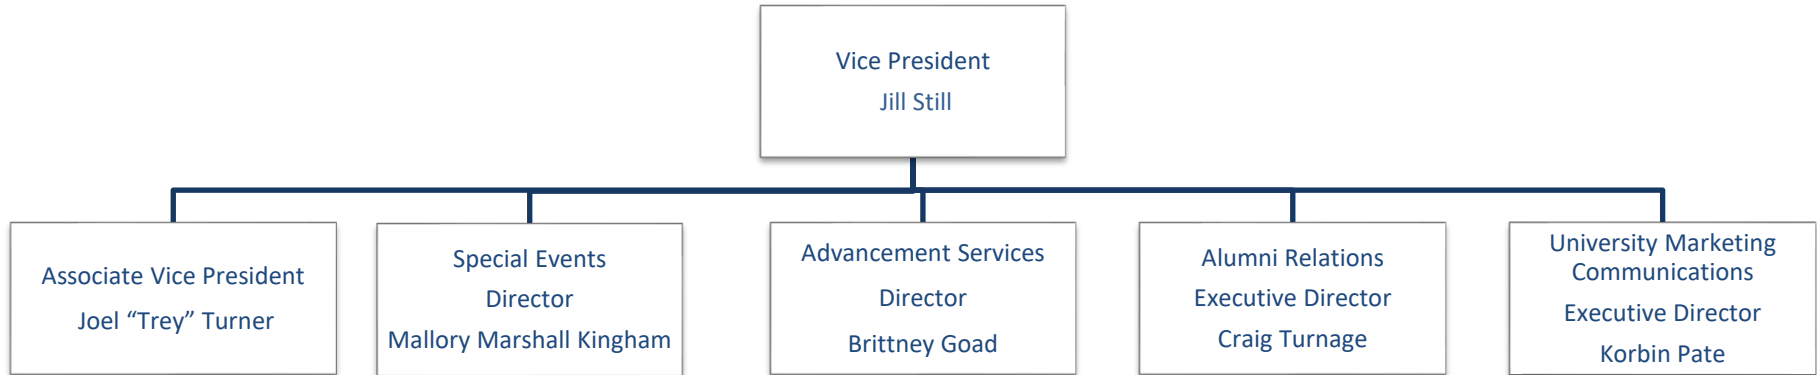 Vice President
Jill Still
Associate Vice President
Joel “Trey” Turner
Special Events
Director
Mallory Marshall Kingham
Advancement Services
Director
Brittney Goad
Alumni Relations
Executive Director
Craig Turnage
University Marketing
Communications
Executive Director
Korbin Pate